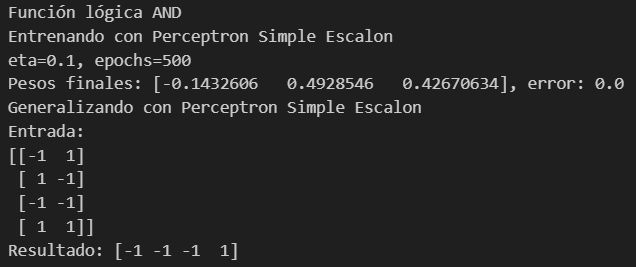 Función lógica AND
Entrenando con Perceptron Simple Escalon
eta=0.1, epochs=500
Pesos finales: [-0.1432606   0.4928546   0.42670634], error: 0.0
Generalizando con Perceptron Simple Escalon
Entrada:
[[-1  1]
 [ 1 -1]
 [-1 -1]
 [ 1  1]]
Resultado: [-1 -1 -1  1]